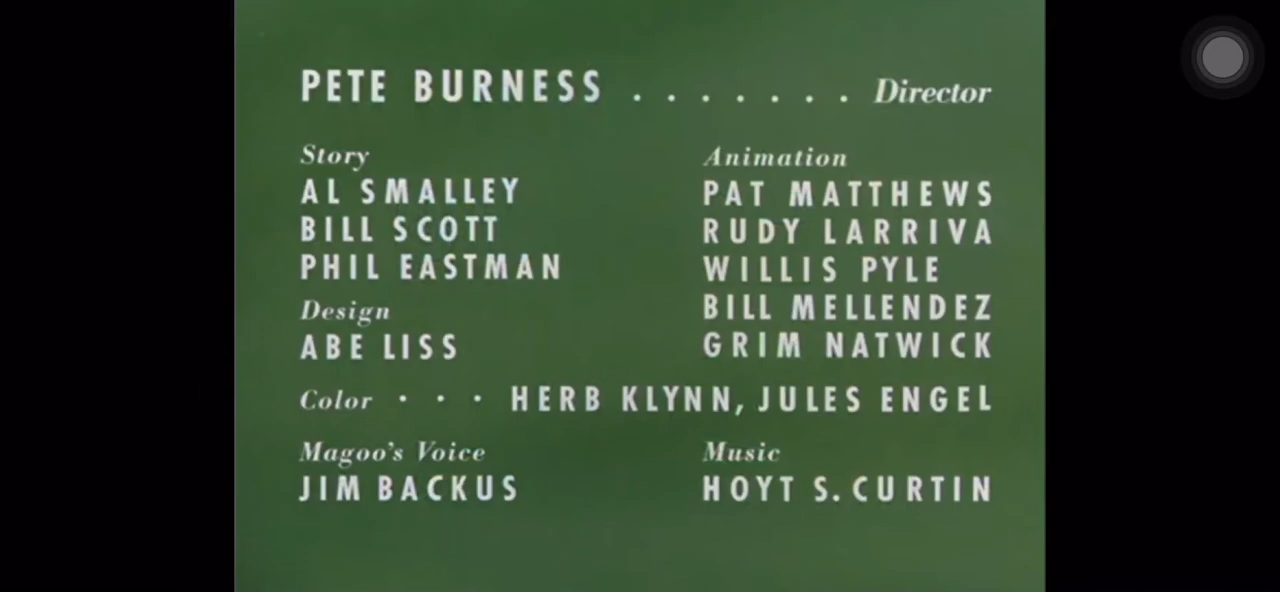 PETE BURNESS . . . . . . . Director
Story
AL SMALLEY
BILL SCOTT
PHIL EASTMAN
Design
ABE LISS
Animation
PAT MATTHEWS
RUDY LARRIVA
WILLIS PYLE
BILL MELLENDEZ
GRIM NATWICK
Color . . . HERB KLYNN, JULES ENGEL
Magoo's Voice
JIM BACKUS
Music
HOYT S. CURTIN